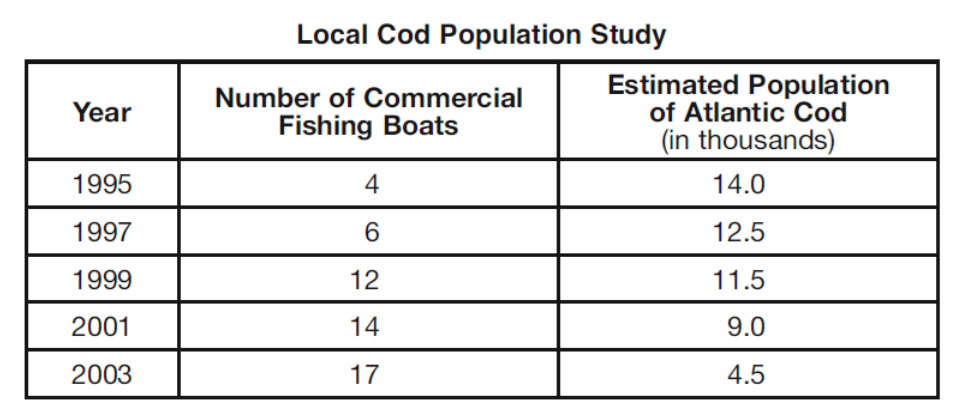 Local Cod Population Study
Year
Number of Commercial
Fishing Boats
Estimated Population
of Atlantic Cod
(in thousands)
1995 4 14.0
1997 6 12.5
1999 12 11.5
2001 14 9.0
2003 17 4.5